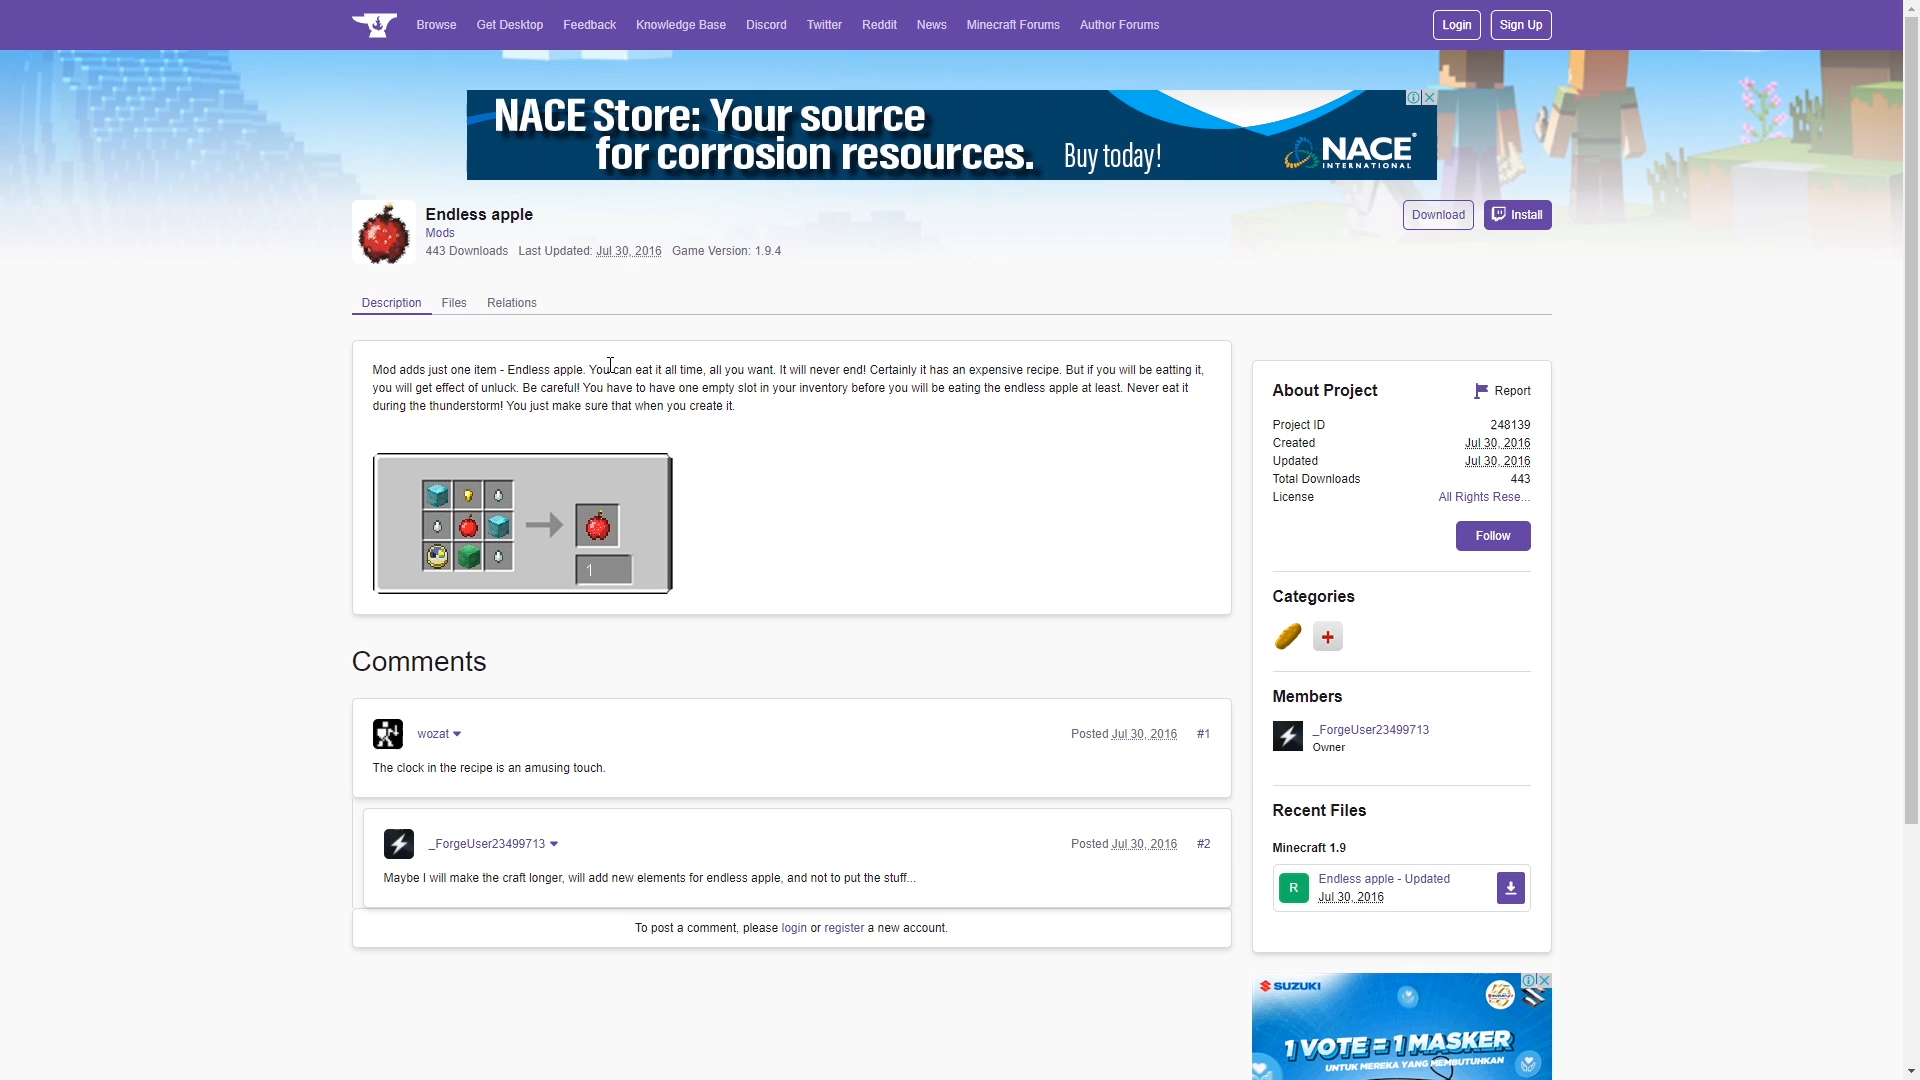 Browse Get Desktop Feedback Knowledge Base Discord Twitter Reddit News Minecraft Forums Author Forums Login Sign Up
NACE Store: Your source
for corrosion resources. Buy today! NACE
INTERNATIONAL
Endless apple
Mods
443 Downloads Last Updated: Jul 30, 2016 Game Version: 1.9.4
Download Install
Description Files Relations
Mod adds just one item - Endless apple. You can eat it all time, all you want. It will never end! Certainly it has an expensive recipe. But if you will be eatting it,
you will get effect of unluck. Be careful! You have to have one empty slot in your inventory before you will be eating the endless apple at least. Never eat it
during the thunderstorm! You just make sure that when you create it.
1
Comments
wozat Posted Jul 30, 2016 #1
The clock in the recipe is an amusing touch.
_ForgeUser23499713 Posted Jul 30, 2016 #2
Maybe I will make the craft longer, will add new elements for endless apple, and not to put the stuff...
To post a comment, please login or register a new account.
About Project Report
Project ID 248139
Created Jul 30, 2016
Updated Jul 30, 2016
Total Downloads 443
License All Rights Rese...
Follow
Categories
Members
_ForgeUser23499713
Owner
Recent Files
Minecraft 1.9
R Endless apple - Updated
Jul 30, 2016
SUZUKI
1 VOTE = 1 MASKER
UNTUK MEREKA YANG MEMBUTUHKAN